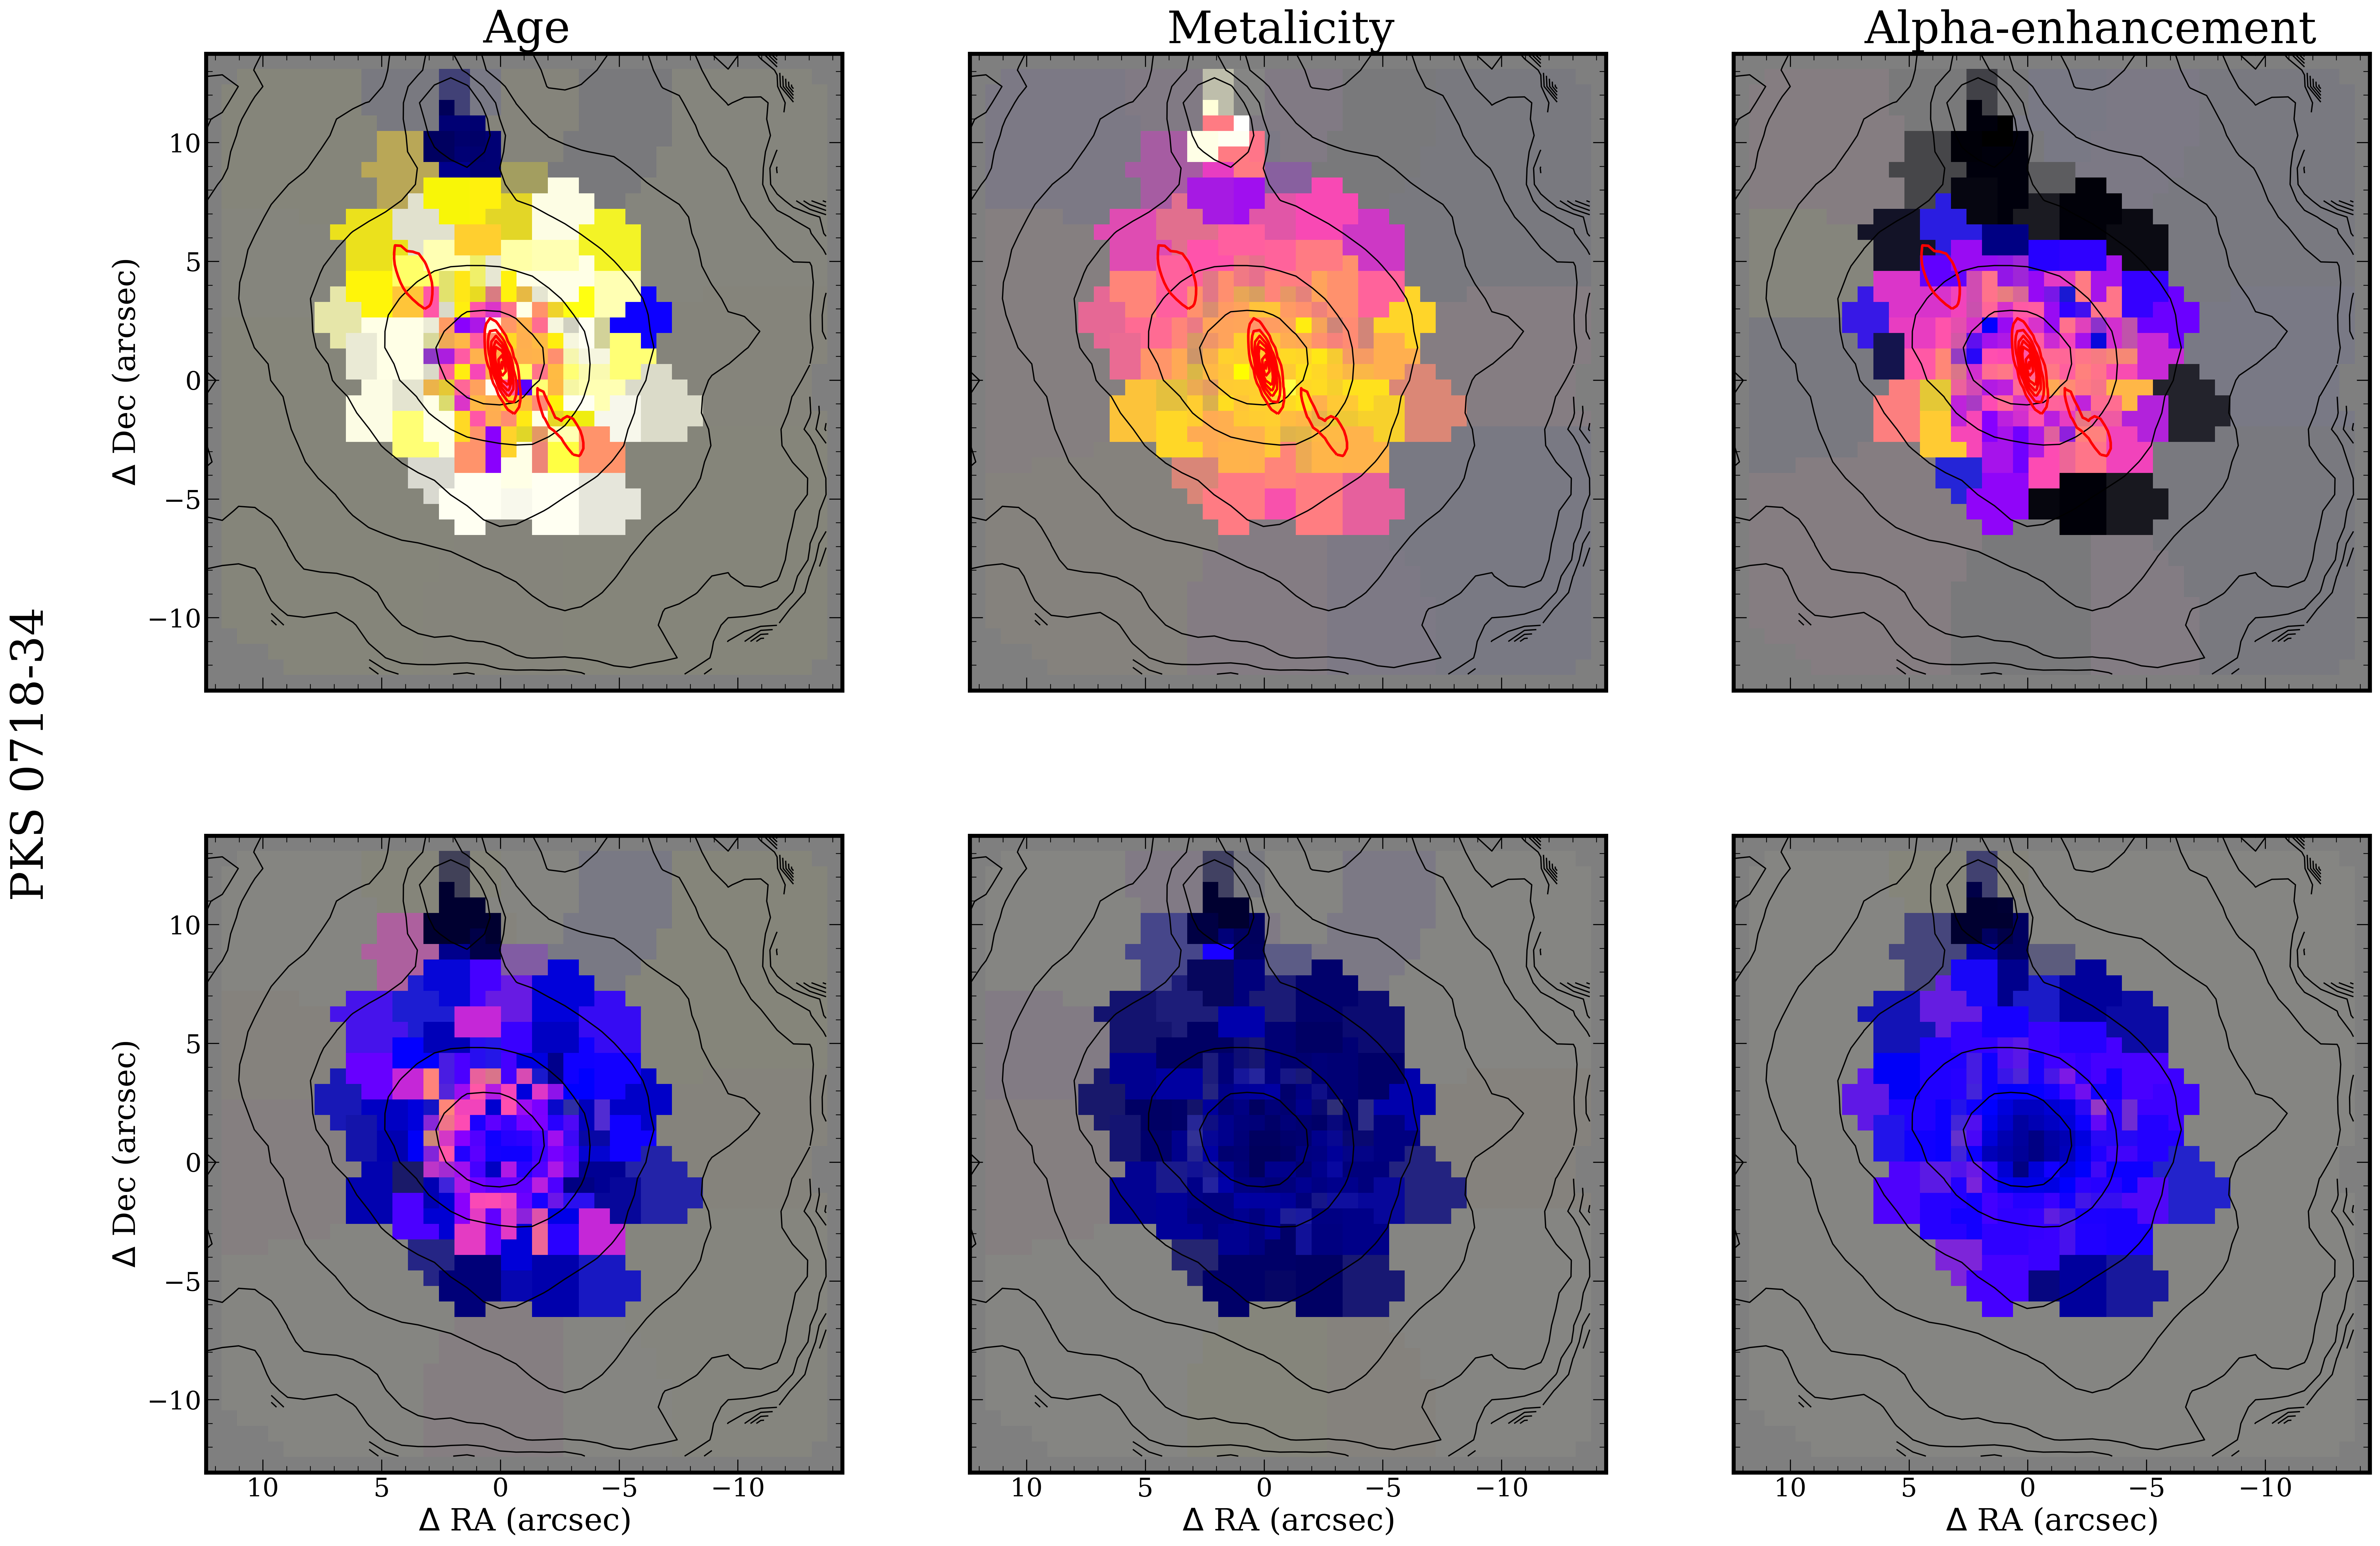 Age
Metalicity
Alpha-enhancement
PKS 0718-34
Δ Dec (arcsec)
10
5
0
−5
−10
Δ Dec (arcsec)
10
5
0
−5
−10
10 5 0 −5 −10
10 5 0 −5 −10
10 5 0 −5 −10
Δ RA (arcsec)
Δ RA (arcsec)
Δ RA (arcsec)